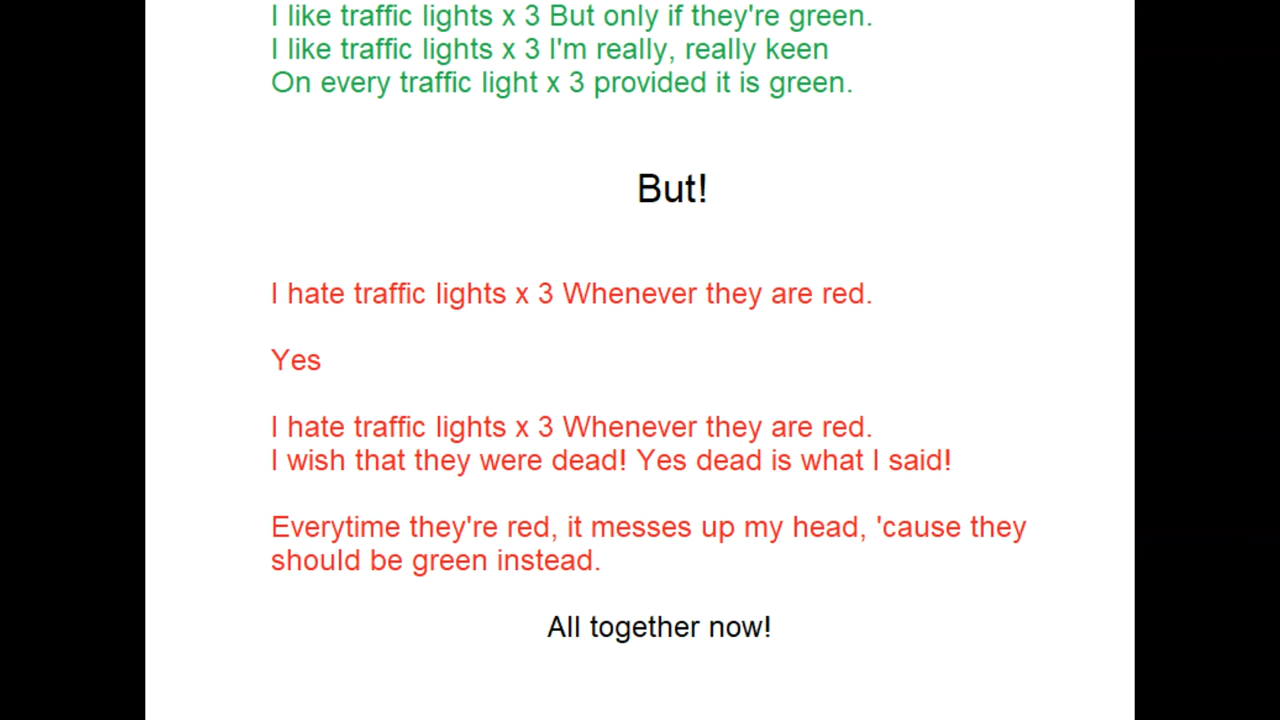 I like traffic lights x 3 But only if they're green.
I like traffic lights x 3 I'm really, really keen
On every traffic light x 3 provided it is green.
But!
I hate traffic lights x 3 Whenever they are red.
Yes
I hate traffic lights x 3 Whenever they are red.
I wish that they were dead! Yes dead is what I said!
Everytime they're red, it messes up my head, 'cause they
should be green instead.
All together now!